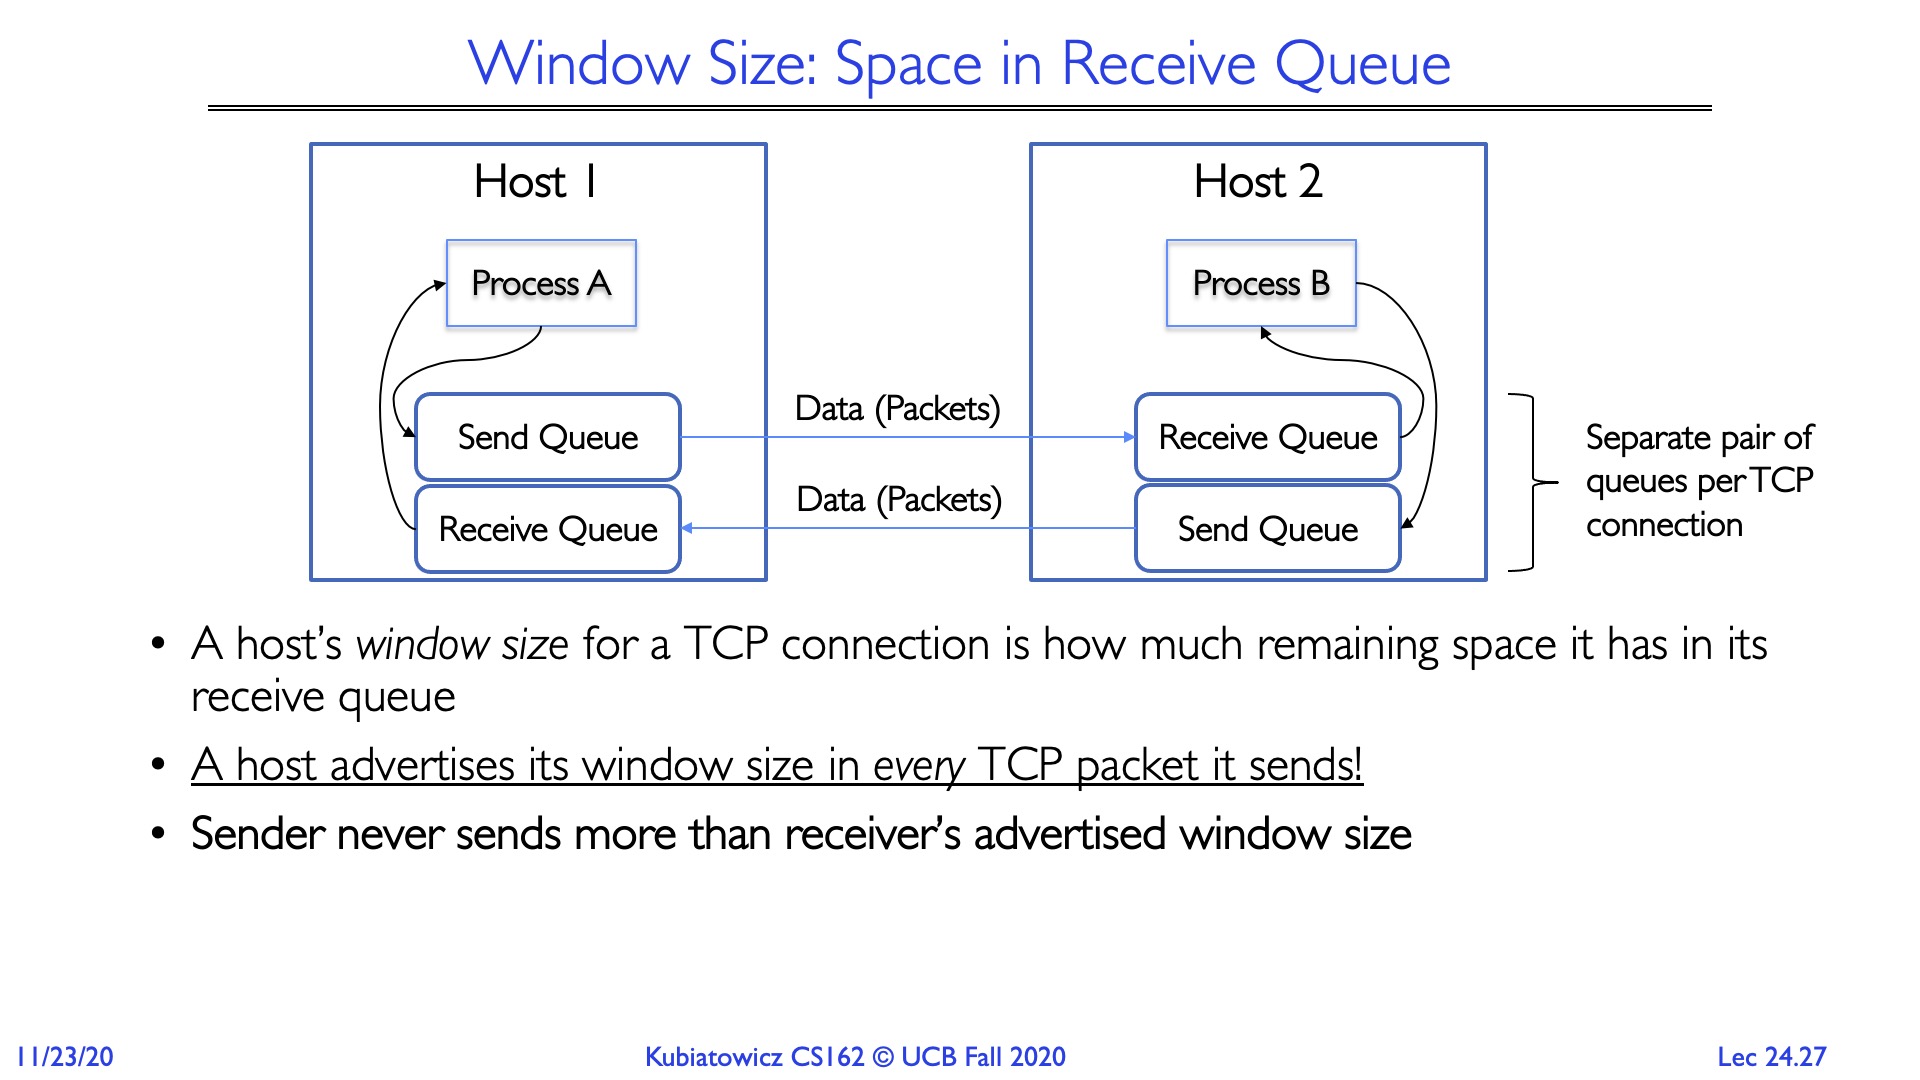 Window Size: Space in Receive Queue
Host 1
Host 2
Process A
Process B
Send Queue
Data (Packets)
Receive Queue
Receive Queue
Data (Packets)
Send Queue
Separate pair of
queues per TCP
connection
• A host’s window size for a TCP connection is how much remaining space it has in its
receive queue
• A host advertises its window size in every TCP packet it sends!
• Sender never sends more than receiver’s advertised window size
11/23/20
Kubiatowicz CS162 © UCB Fall 2020
Lec 24.27